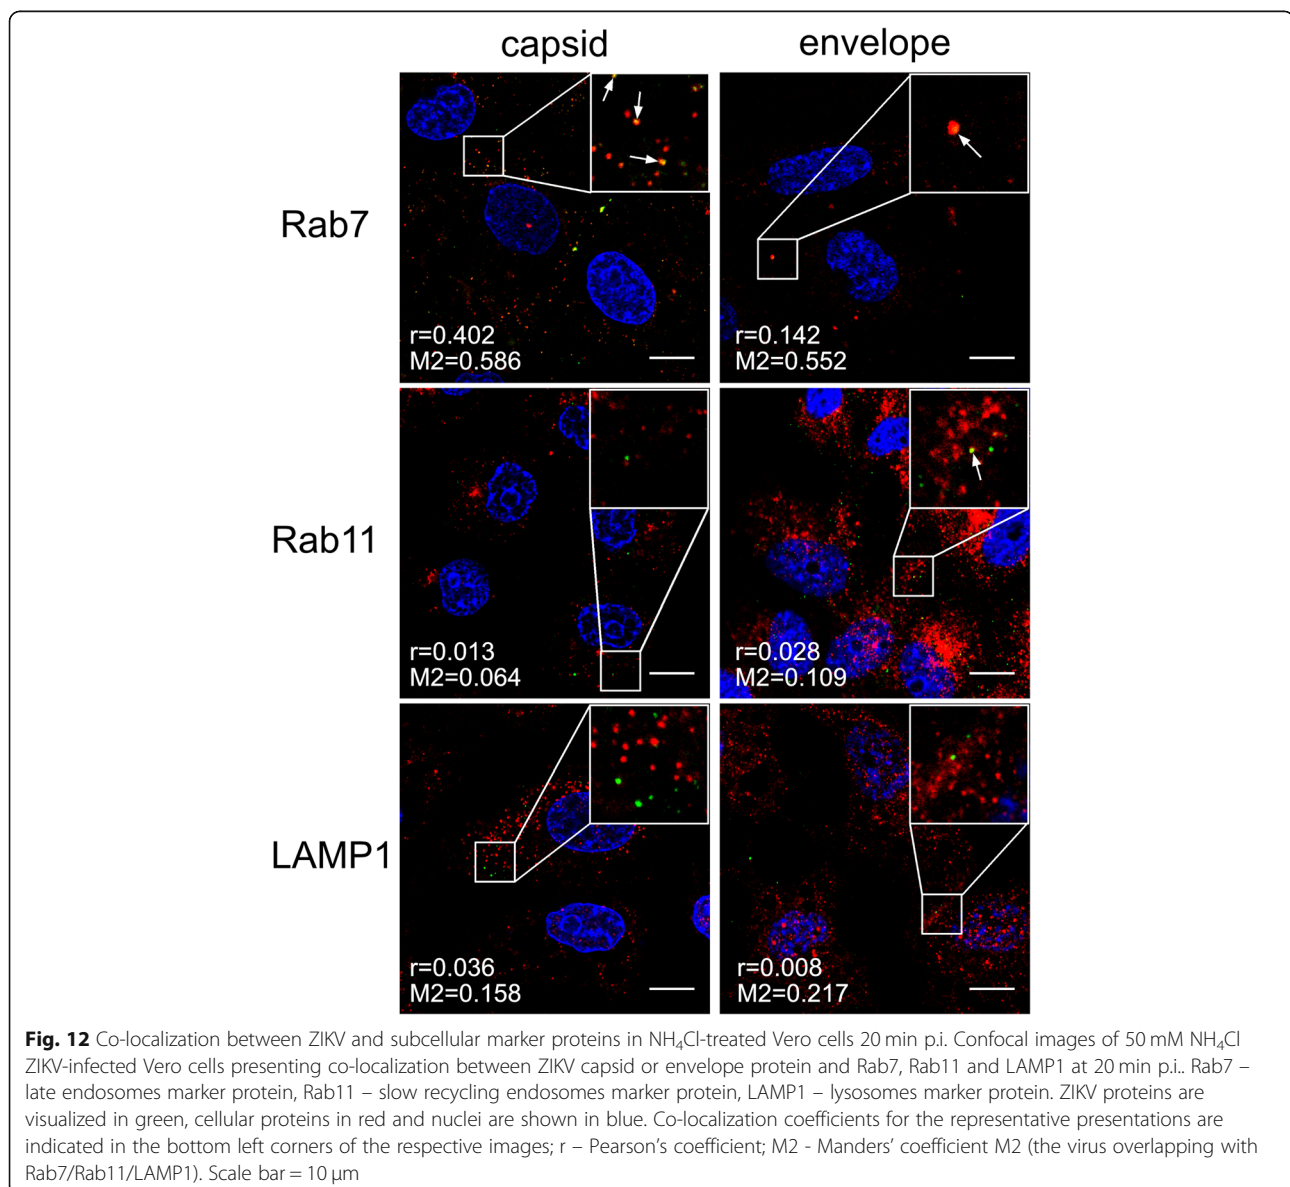 capsid envelope
Rab7
r=0.402
M2=0.586
r=0.142
M2=0.552
Rab11
r=0.013
M2=0.064
r=0.028
M2=0.109
LAMP1
r=0.036
M2=0.158
r=0.008
M2=0.217
Fig. 12 Co-localization between ZIKV and subcellular marker proteins in NH₄Cl-treated Vero cells 20 min p.i. Confocal images of 50 mM NH₄Cl
ZIKV-infected Vero cells presenting co-localization between ZIKV capsid or envelope protein and Rab7, Rab11 and LAMP1 at 20 min p.i.. Rab7 –
late endosomes marker protein, Rab11 – slow recycling endosomes marker protein, LAMP1 – lysosomes marker protein. ZIKV proteins are
visualized in green, cellular proteins in red and nuclei are shown in blue. Co-localization coefficients for the representative presentations are
indicated in the bottom left corners of the respective images; r – Pearson’s coefficient; M2 - Manders’ coefficient M2 (the virus overlapping with
Rab7/Rab11/LAMP1). Scale bar = 10 μm